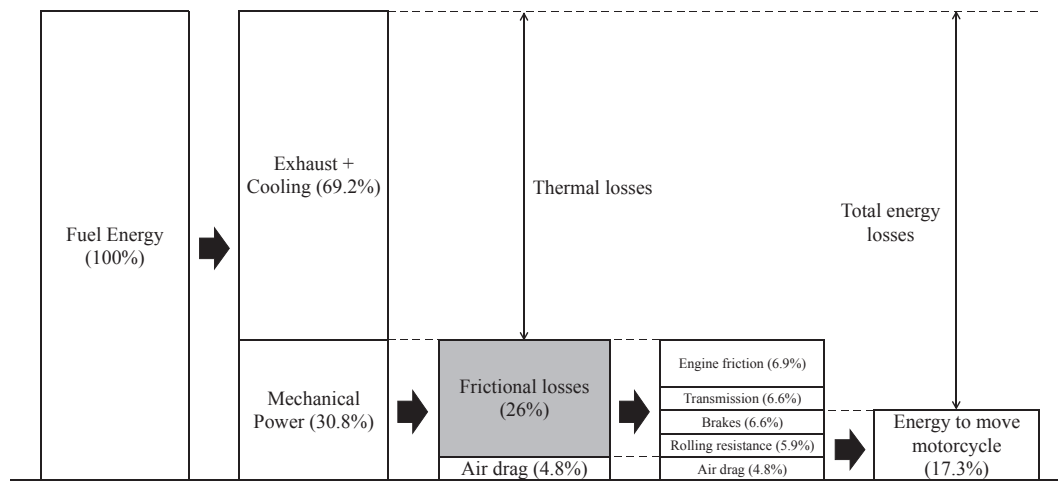 Fuel Energy
(100%)
Exhaust +
Cooling (69.2%)
Mechanical
Power (30.8%)
Thermal losses
Frictional losses
(26%)
Air drag (4.8%)
Engine friction (6.9%)
Transmission (6.6%)
Brakes (6.6%)
Rolling resistance (5.9%)
Air drag (4.8%)
Total energy
losses
Energy to move
motorcycle
(17.3%)